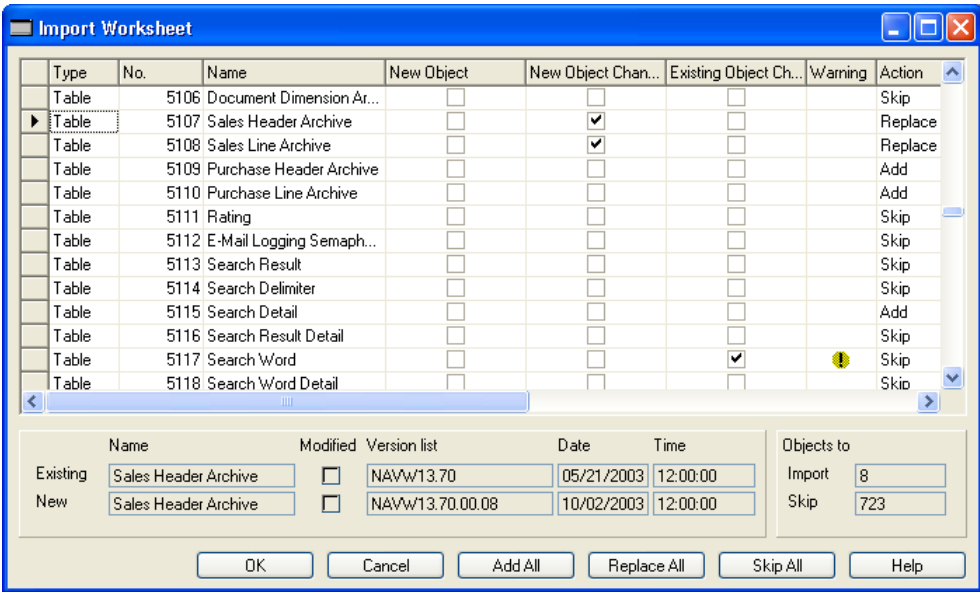 Import Worksheet
Type No. Name New Object New Object Chan... Existing Object Ch... Warning Action
Table 5106 Document Dimension Ar... Skip
Table 5107 Sales Header Archive Replace
Table 5108 Sales Line Archive Replace
Table 5109 Purchase Header Archive Add
Table 5110 Purchase Line Archive Add
Table 5111 Rating Skip
Table 5112 E-Mail Logging Semaph... Skip
Table 5113 Search Result Skip
Table 5114 Search Delimiter Skip
Table 5115 Search Detail Add
Table 5116 Search Result Detail Skip
Table 5117 Search Word Skip
Table 5118 Search Word Detail Skip
Name Modified Version list Date Time Objects to
Existing Sales Header Archive NAVW13.70 05/21/2003 12:00:00 Import 8
New Sales Header Archive NAVW13.70.00.08 10/02/2003 12:00:00 Skip 723
OK Cancel Add All Replace All Skip All Help